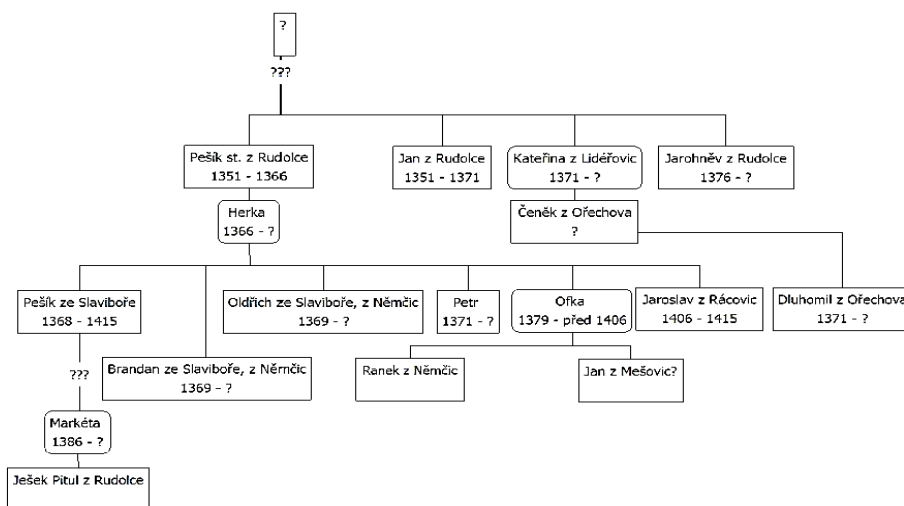 ?
???
Pešík st. z Rudolce
1351 - 1366
Jan z Rudolce
1351 - 1371
Kateřina z Lidéřovic
1371 - ?
Jarohněv z Rudolce
1376 - ?
Herka
1366 - ?
Čeněk z Ořechova
?
Pešík ze Slaviboře
1368 - 1415
Oldřich ze Slaviboře, z Němčic
1369 - ?
Petr
1371 - ?
Ofka
1379 - před 1406
Jaroslav z Rácovic
1406 - 1415
Dluhomil z Ořechova
1371 - ?
???
Brandan ze Slaviboře, z Němčic
1369 - ?
Ranek z Němčic
Jan z Mešovic?
Markéta
1386 - ?
Ješek Pitul z Rudolce